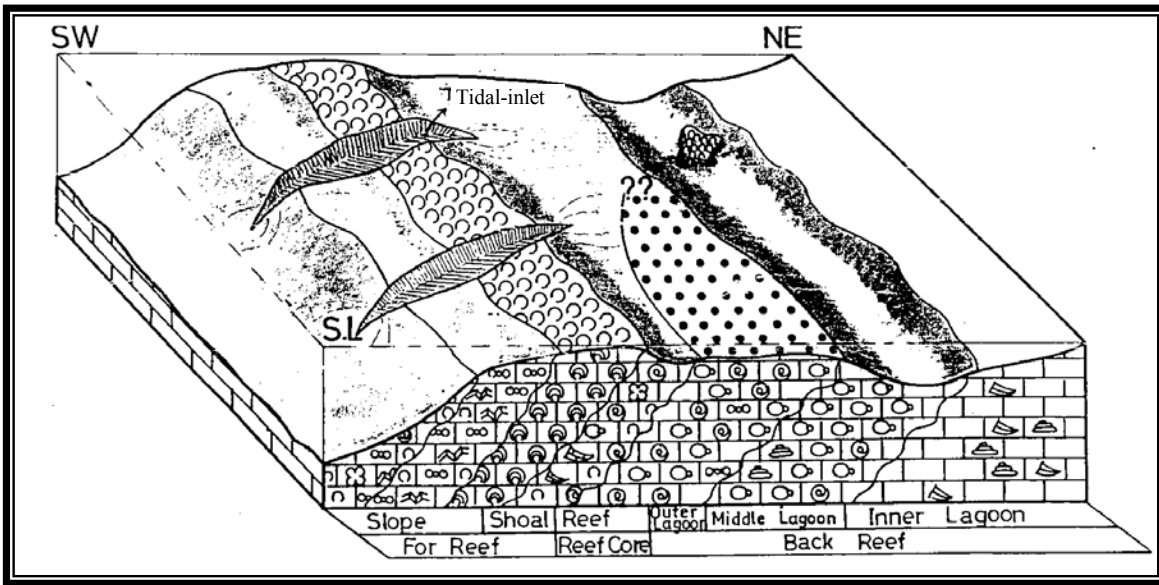 SW NE
Tidal-inlet
??
S.L
Slope Shoal Reef Outer Lagoon Middle Lagoon Inner Lagoon
For Reef Reef Core Back Reef